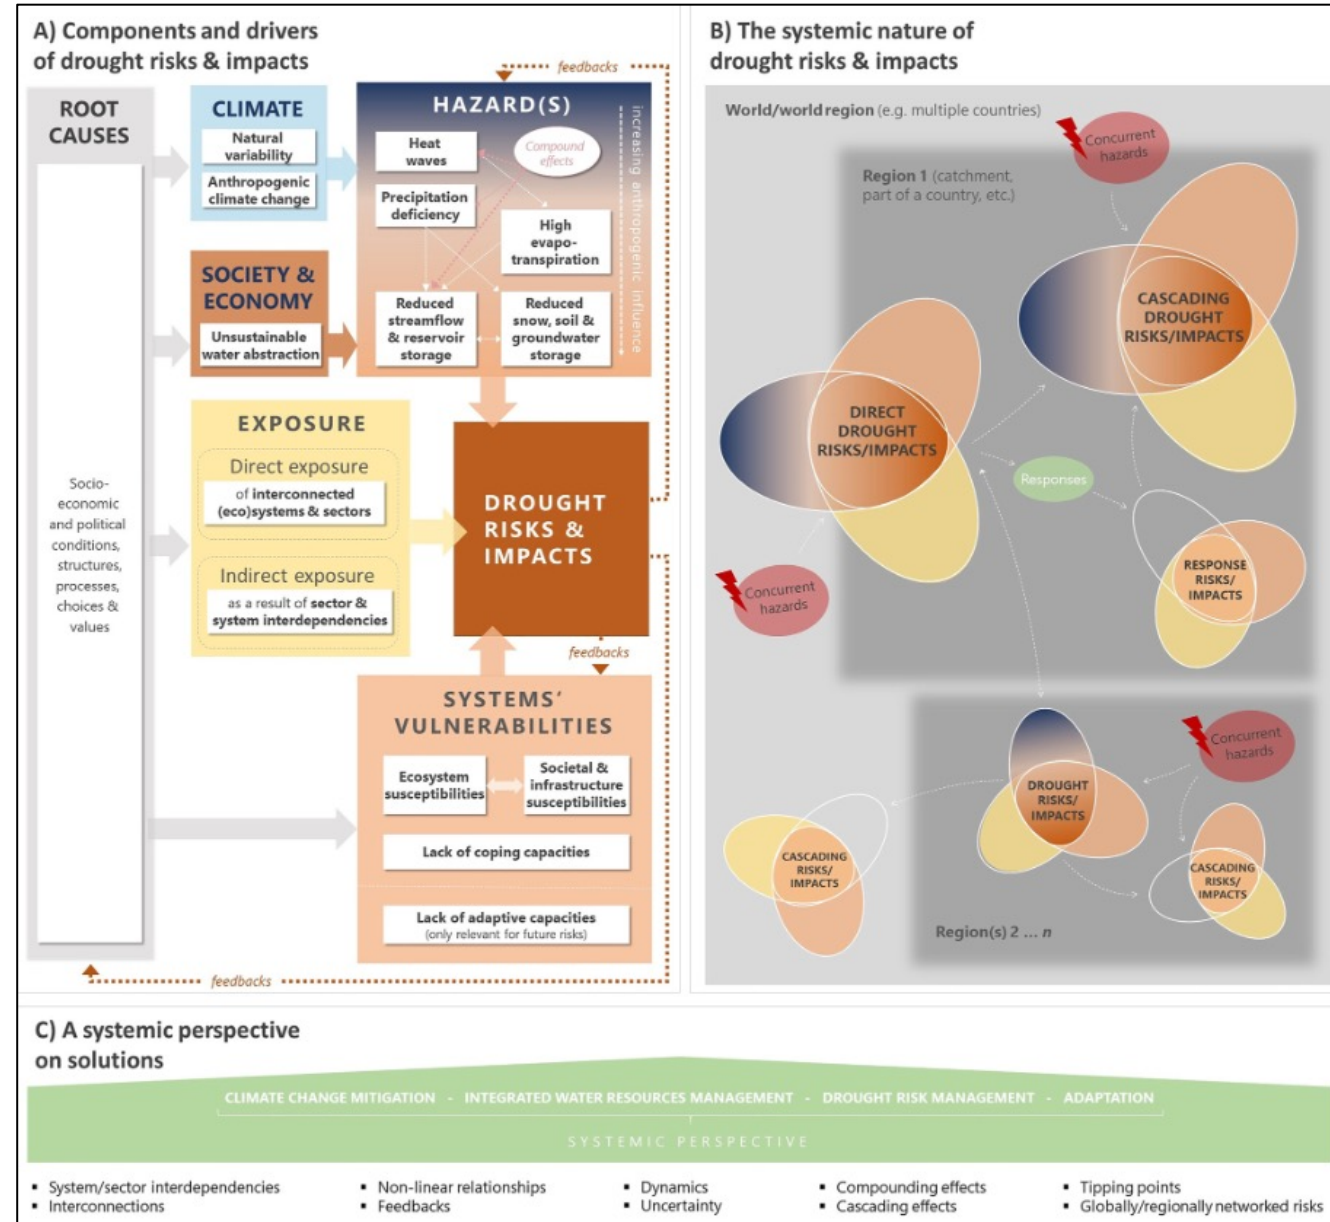 A) Components and drivers
of drought risks & impacts
feedbacks
ROOT
CAUSES
Socio-
economic
and political
conditions,
structures,
processes,
choices &
values
CLIMATE
Natural
variability
Anthropogenic
climate change
SOCIETY &
ECONOMY
Unsustainable
water abstraction
HAZARD(S)
Heat
waves
Compound
effects
Precipitation
deficiency
High
evapo-
transpiration
Reduced
streamflow
& reservoir
storage
Reduced
snow, soil &
groundwater
storage
increasing anthropogenic influence
EXPOSURE
Direct exposure
of interconnected
(eco)systems & sectors
Indirect exposure
as a result of sector &
system interdependencies
DROUGHT
RISKS &
IMPACTS
feedbacks
SYSTEMS'
VULNERABILITIES
Ecosystem
susceptibilities
Societal &
infrastructure
susceptibilities
Lack of coping capacities
Lack of adaptive capacities
(only relevant for future risks)
feedbacks
B) The systemic nature of
drought risks & impacts
World/world region (e.g. multiple countries)
Concurrent
hazards
Region 1 (catchment,
part of a country, etc.)
CASCADING
DROUGHT
RISKS/IMPACTS
DIRECT
DROUGHT
RISKS/IMPACTS
Responses
RESPONSE
RISKS/
IMPACTS
Concurrent
hazards
Concurrent
hazards
DROUGHT
RISKS/
IMPACTS
CASCADING
RISKS/
IMPACTS
CASCADING
RISKS/
IMPACTS
Region(s) 2 ... n
C) A systemic perspective
on solutions
CLIMATE CHANGE MITIGATION - INTEGRATED WATER RESOURCES MANAGEMENT - DROUGHT RISK MANAGEMENT - ADAPTATION
SYSTEMIC PERSPECTIVE
▪ System/sector interdependencies
▪ Interconnections
▪ Non-linear relationships
▪ Feedbacks
▪ Dynamics
▪ Uncertainty
▪ Compounding effects
▪ Cascading effects
▪ Tipping points
▪ Globally/regionally networked risks